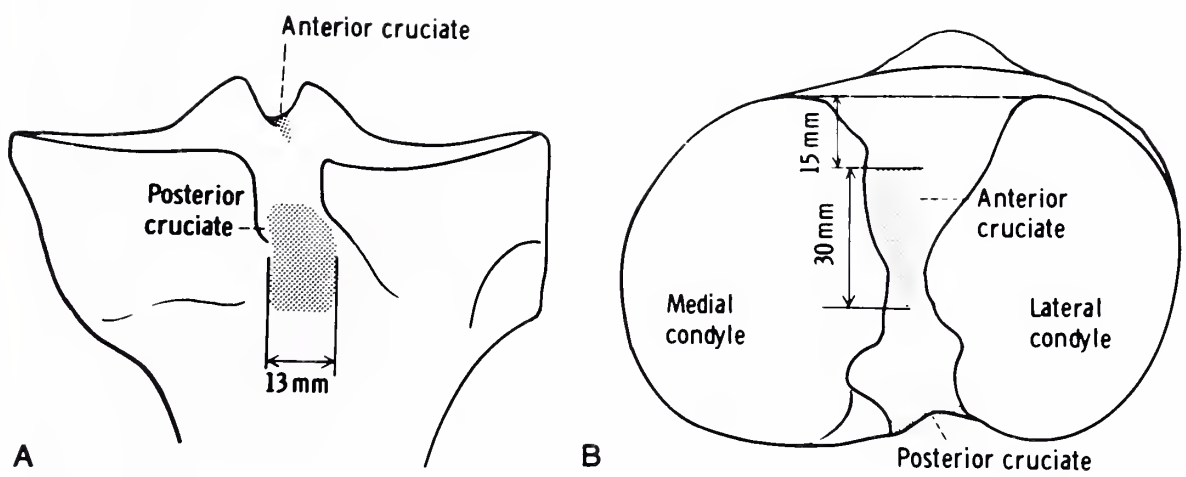 Anterior cruciate
Posterior
cruciate
13 mm
A
15 mm
30 mm
Anterior
cruciate
Medial
condyle
Lateral
condyle
Posterior cruciate
B